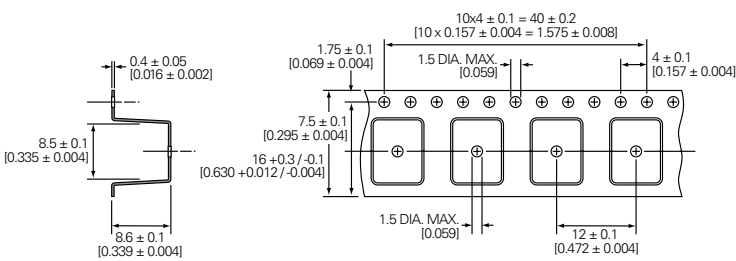 10x4 ± 0.1 = 40 ± 0.2
[10 x 0.157 ± 0.004 = 1.575 ± 0.008]
0.4 ± 0.05
[0.016 ± 0.002]
1.75 ± 0.1
[0.069 ± 0.004]
1.5 DIA. MAX.
[0.059]
4 ± 0.1
[0.157 ± 0.004]
8.5 ± 0.1
[0.335 ± 0.004]
7.5 ± 0.1
[0.295 ± 0.004]
16 +0.3 / -0.1
[0.630 +0.012 / -0.004]
8.6 ± 0.1
[0.339 ± 0.004]
1.5 DIA. MAX.
[0.059]
12 ± 0.1
[0.472 ± 0.004]